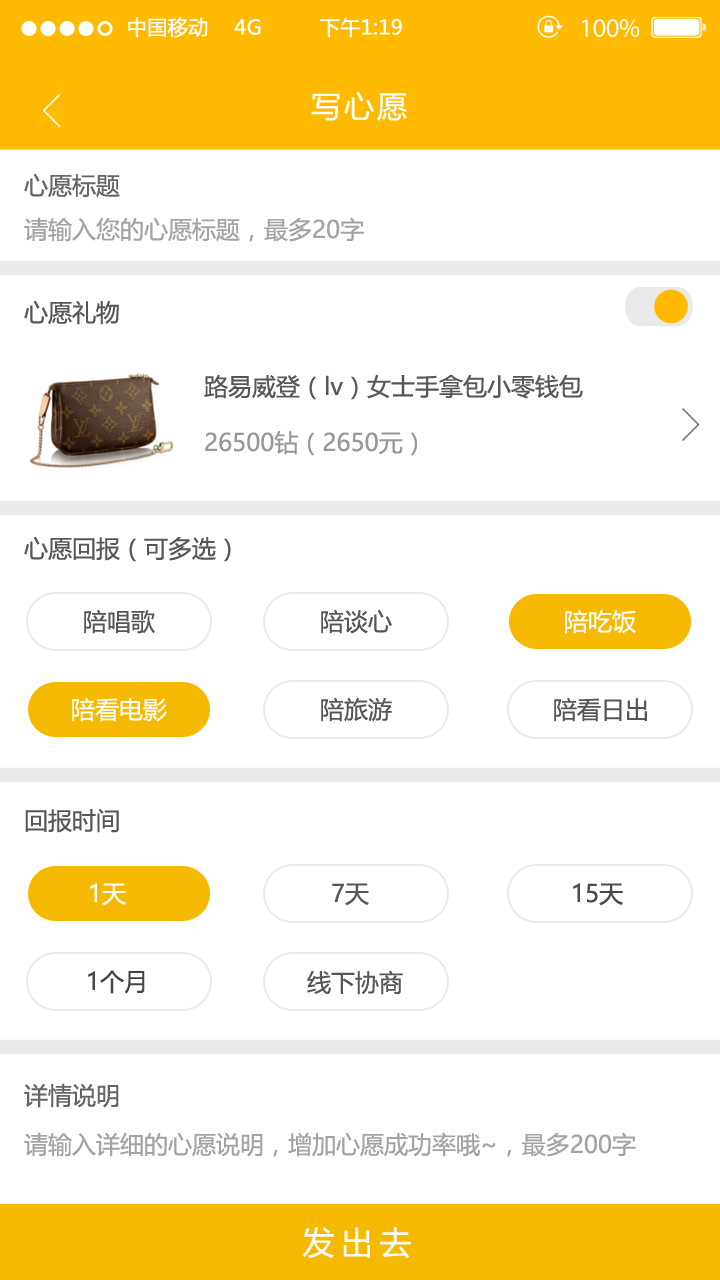 中国移动 4G 下午1:19 100%
写心愿
心愿标题
请输入您的心愿标题，最多20字
心愿礼物
路易威登（lv）女士手拿包小零钱包
26500钻（2650元）
心愿回报（可多选）
陪唱歌 陪谈心 陪吃饭
陪看电影 陪旅游 陪看日出
回报时间
1天 7天 15天
1个月 线下协商
详情说明
请输入详细的心愿说明，增加心愿成功率哦~，最多200字
发出去